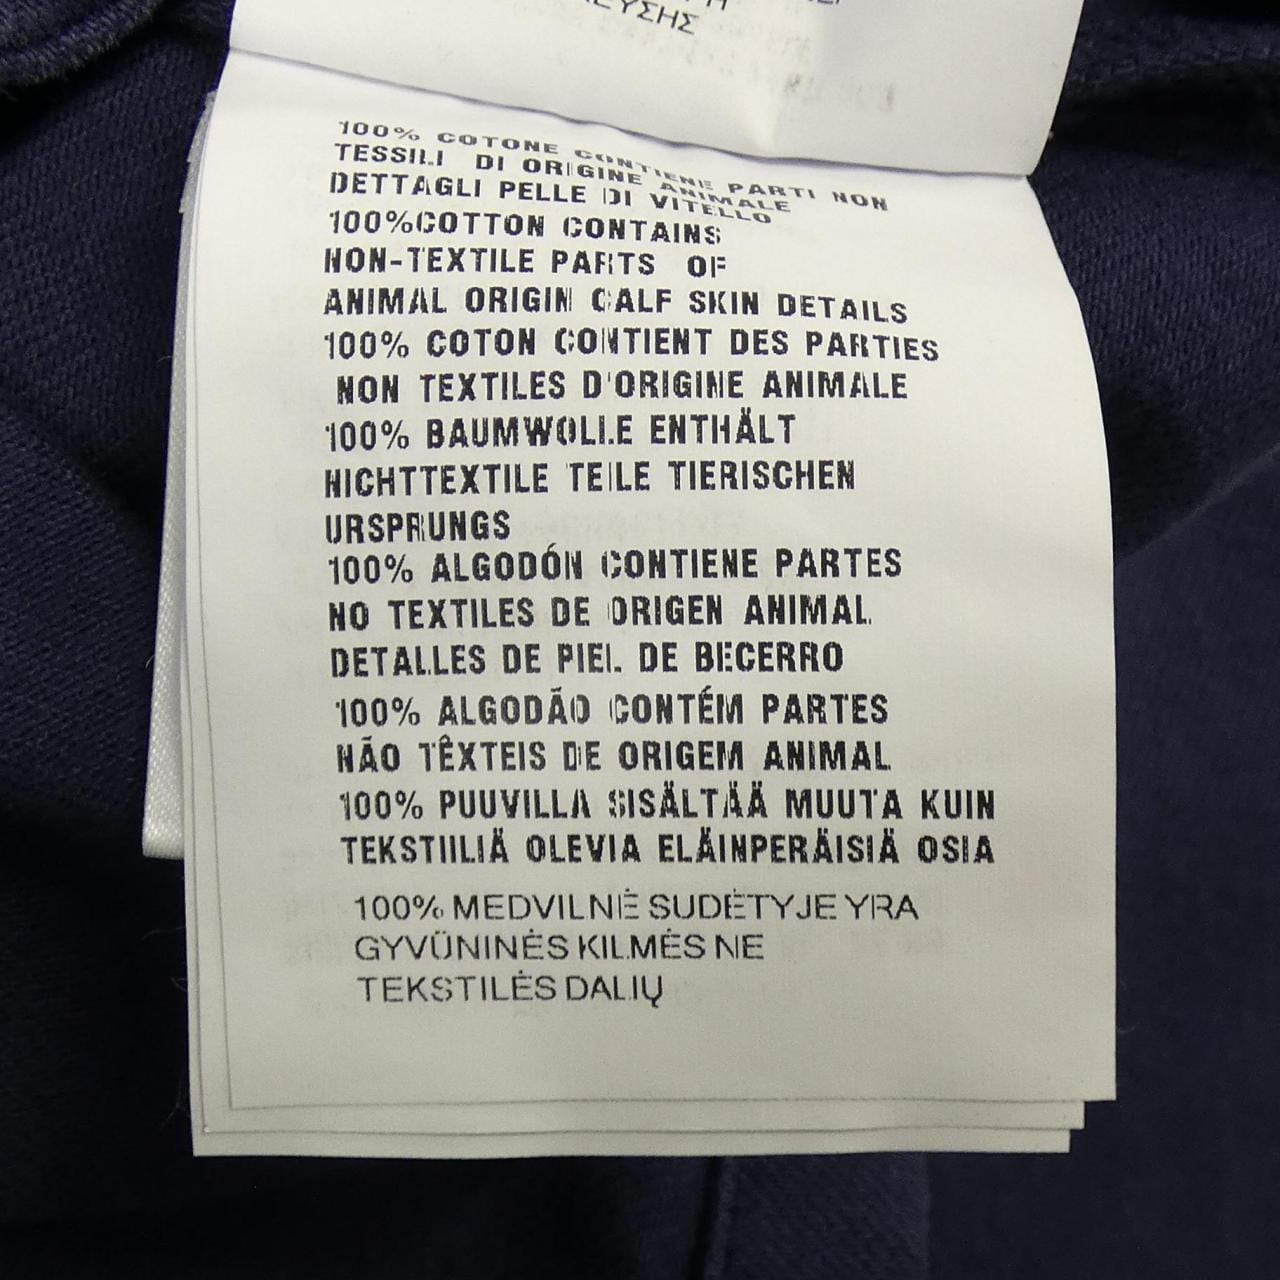 100% COTONE CONTIENE PARTI NON
TESSILI DI ORIGINE ANIMALE
DETTAGLI PELLE DI VITELLO
100%COTTON CONTAINS
NON-TEXTILE PARTS OF
ANIMAL ORIGIN CALF SKIN DETAILS
100% COTON CONTIENT DES PARTIES
NON TEXTILES D'ORIGINE ANIMALE
100% BAUMWOLLE ENTHÄLT
NICHTTEXTILE TEILE TIERISCHEN
URSPRUNGS
100% ALGODÓN CONTIENE PARTES
NO TEXTILES DE ORIGEN ANIMAL
DETALLES DE PIEL DE BECERRO
100% ALGODÃO CONTÉM PARTES
NÃO TÊXTEIS DE ORIGEM ANIMAL
100% PUUVILLA SISÄLTÄÄ MUUTA KUIN
TEKSTIILIÄ OLEVIA ELÄINPERÄISIÄ OSIA
100% MEDVILNĖ SUDĖTYJE YRA
GYVŪNINĖS KILMĖS NE
TEKSTILĖS DALIŲ